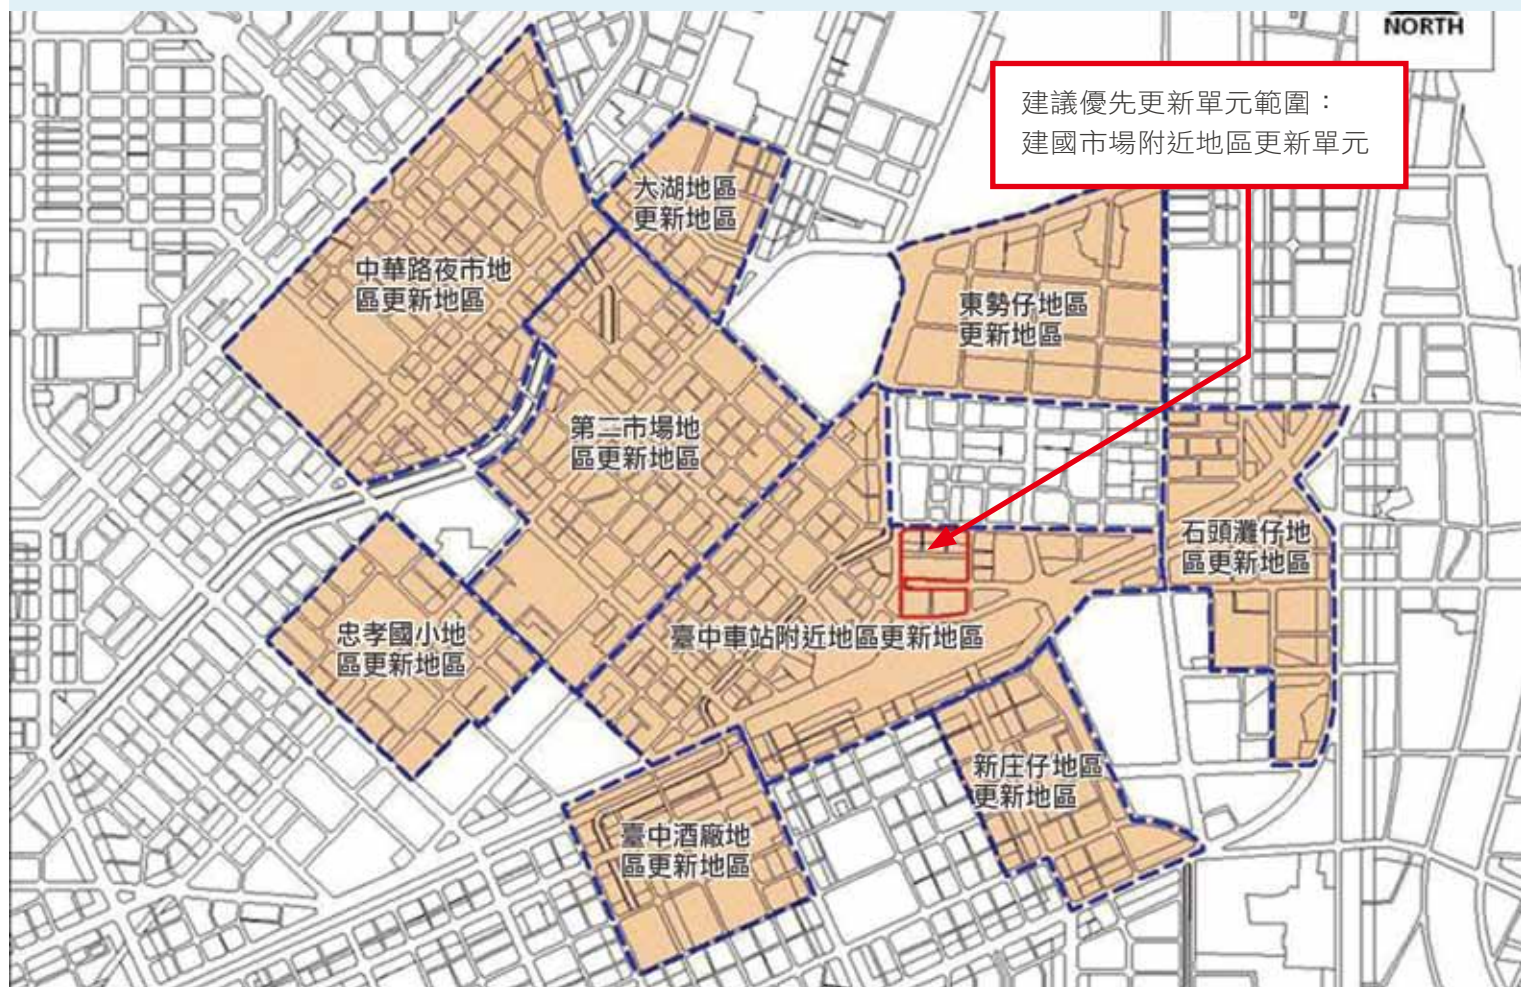 NORTH
建議優先更新單元範圍：
建國市場附近地區更新單元
大湖地區
更新地區
中華路夜市地
區更新地區
東勢仔地區
更新地區
第二市場地
區更新地區
石頭灘仔地
區更新地區
忠孝國小地
區更新地區
臺中車站附近地區更新地區
新庄仔地區
更新地區
臺中酒廠地
區更新地區